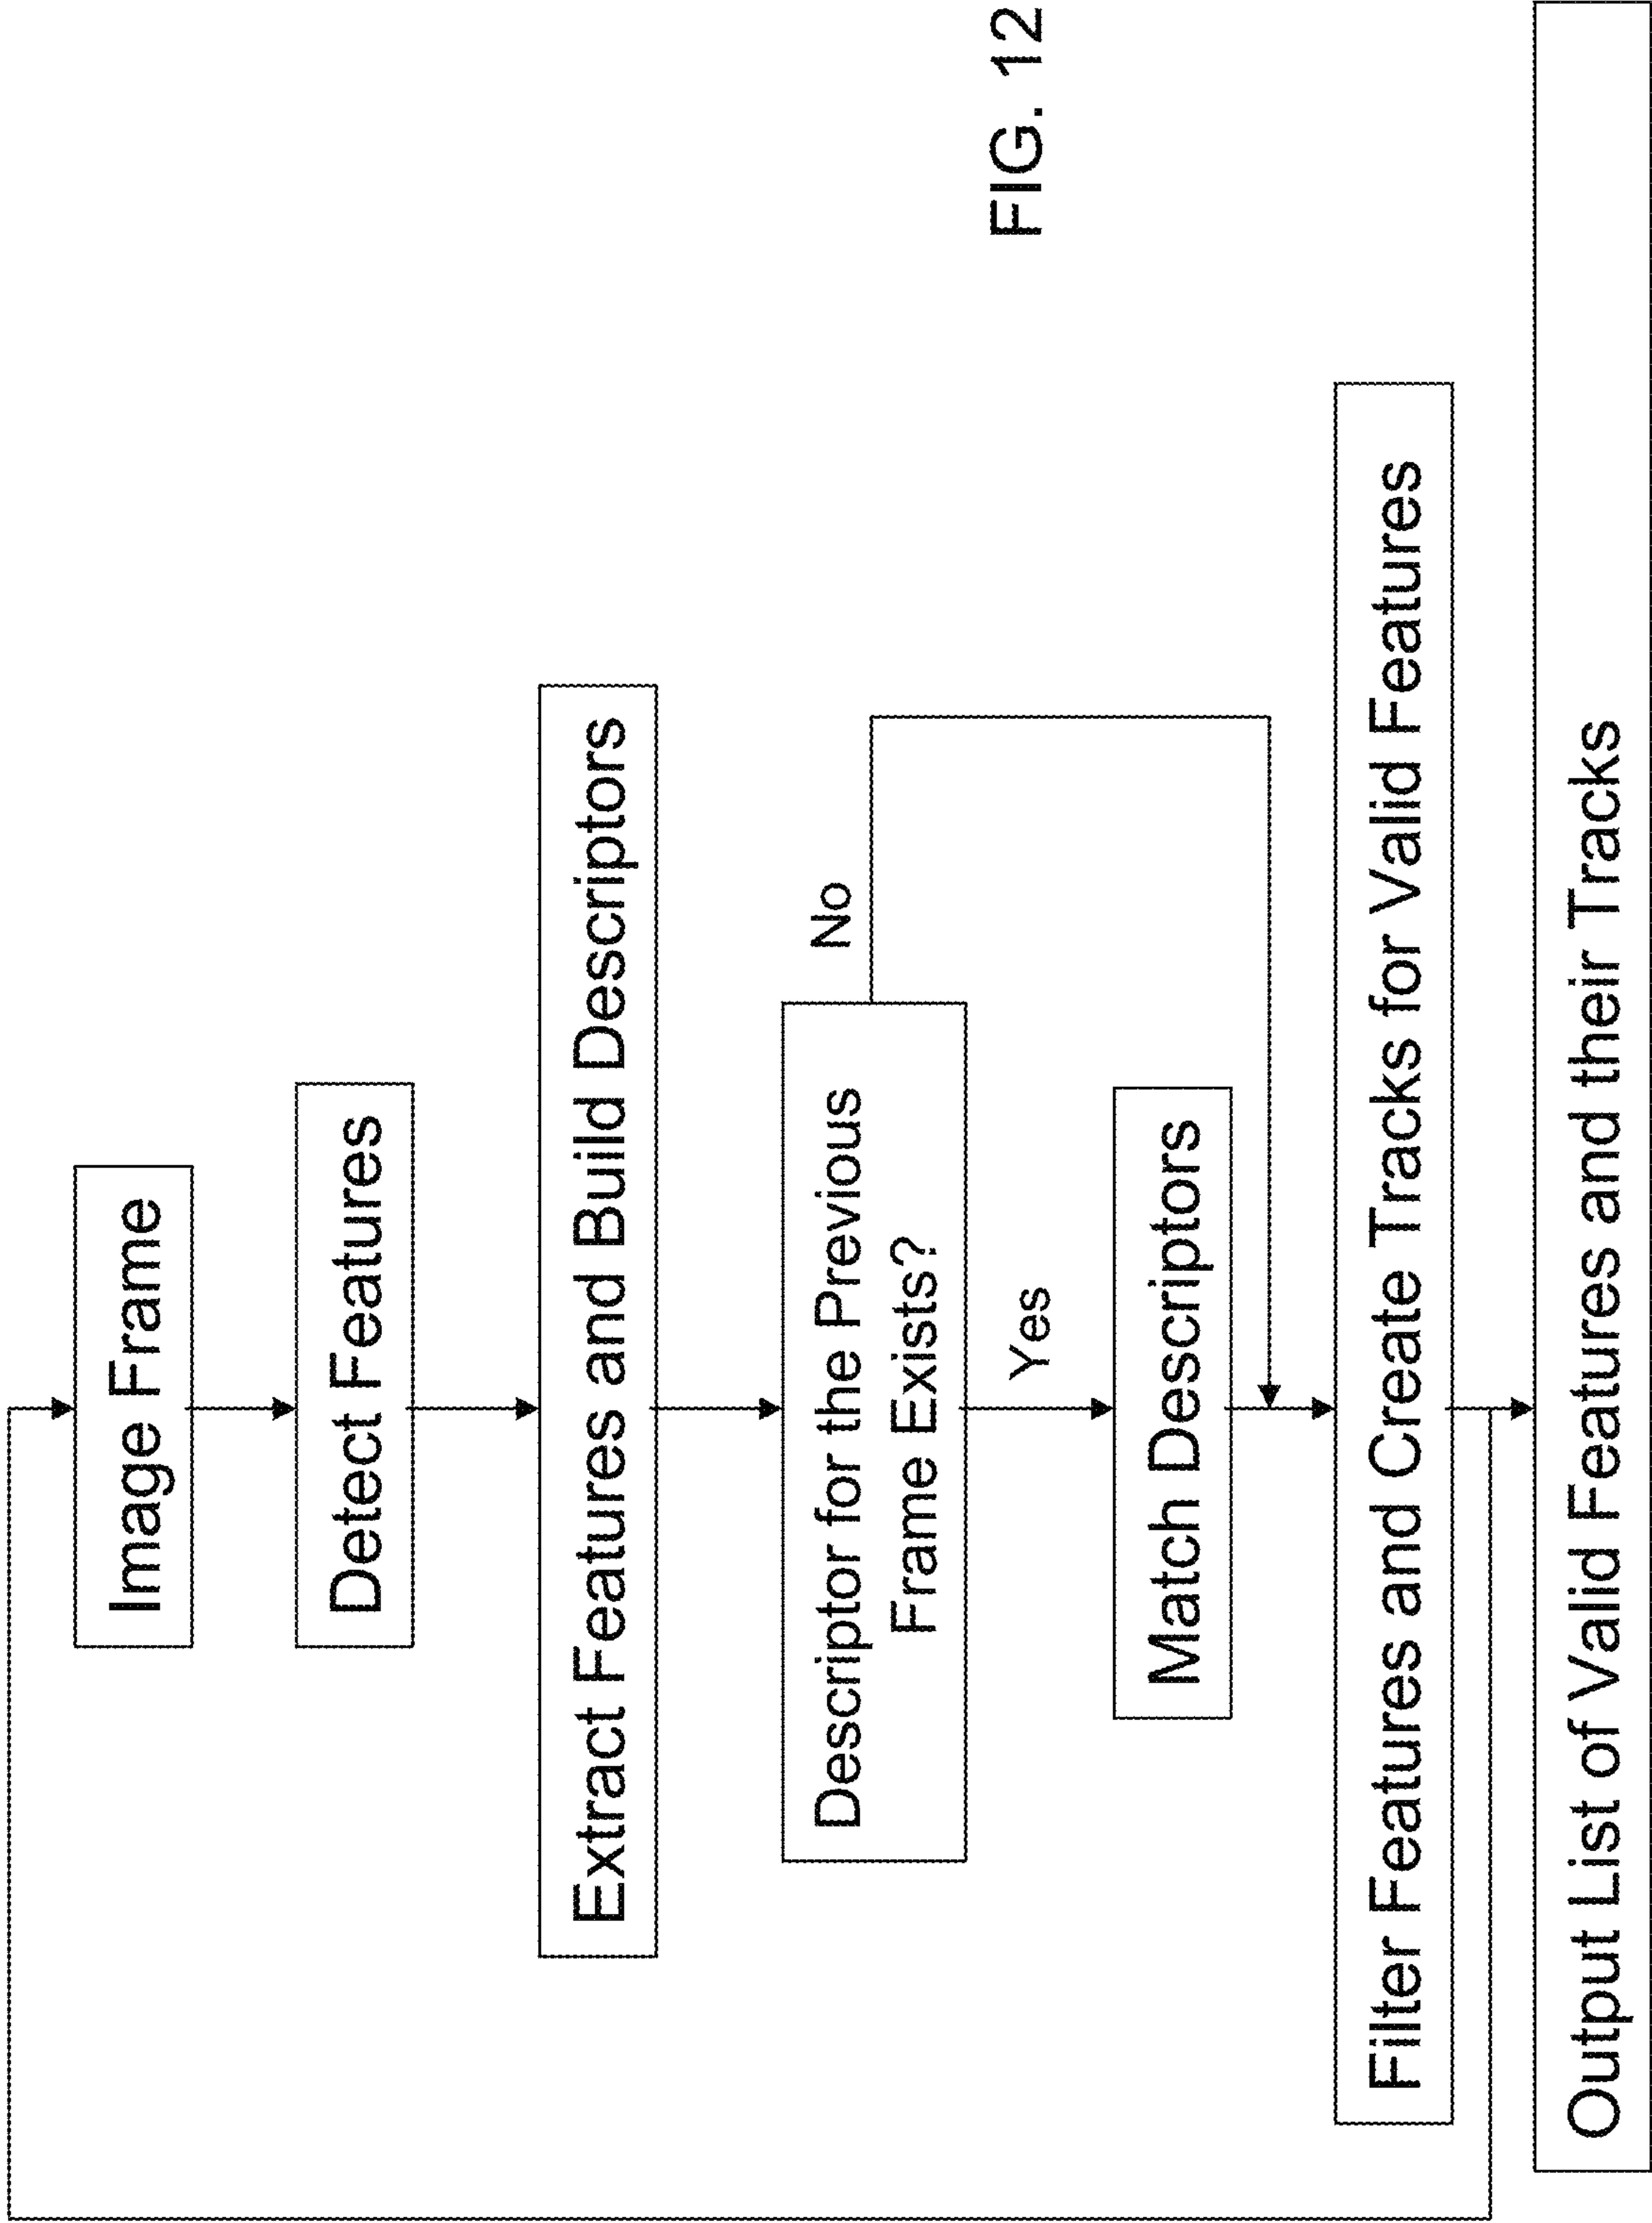 Image Frame
Detect Features
Extract Features and Build Descriptors
Descriptor for the Previous
Frame Exists?
No
Yes
Match Descriptors
Filter Features and Create Tracks for Valid Features
Output List of Valid Features and their Tracks
FIG. 12